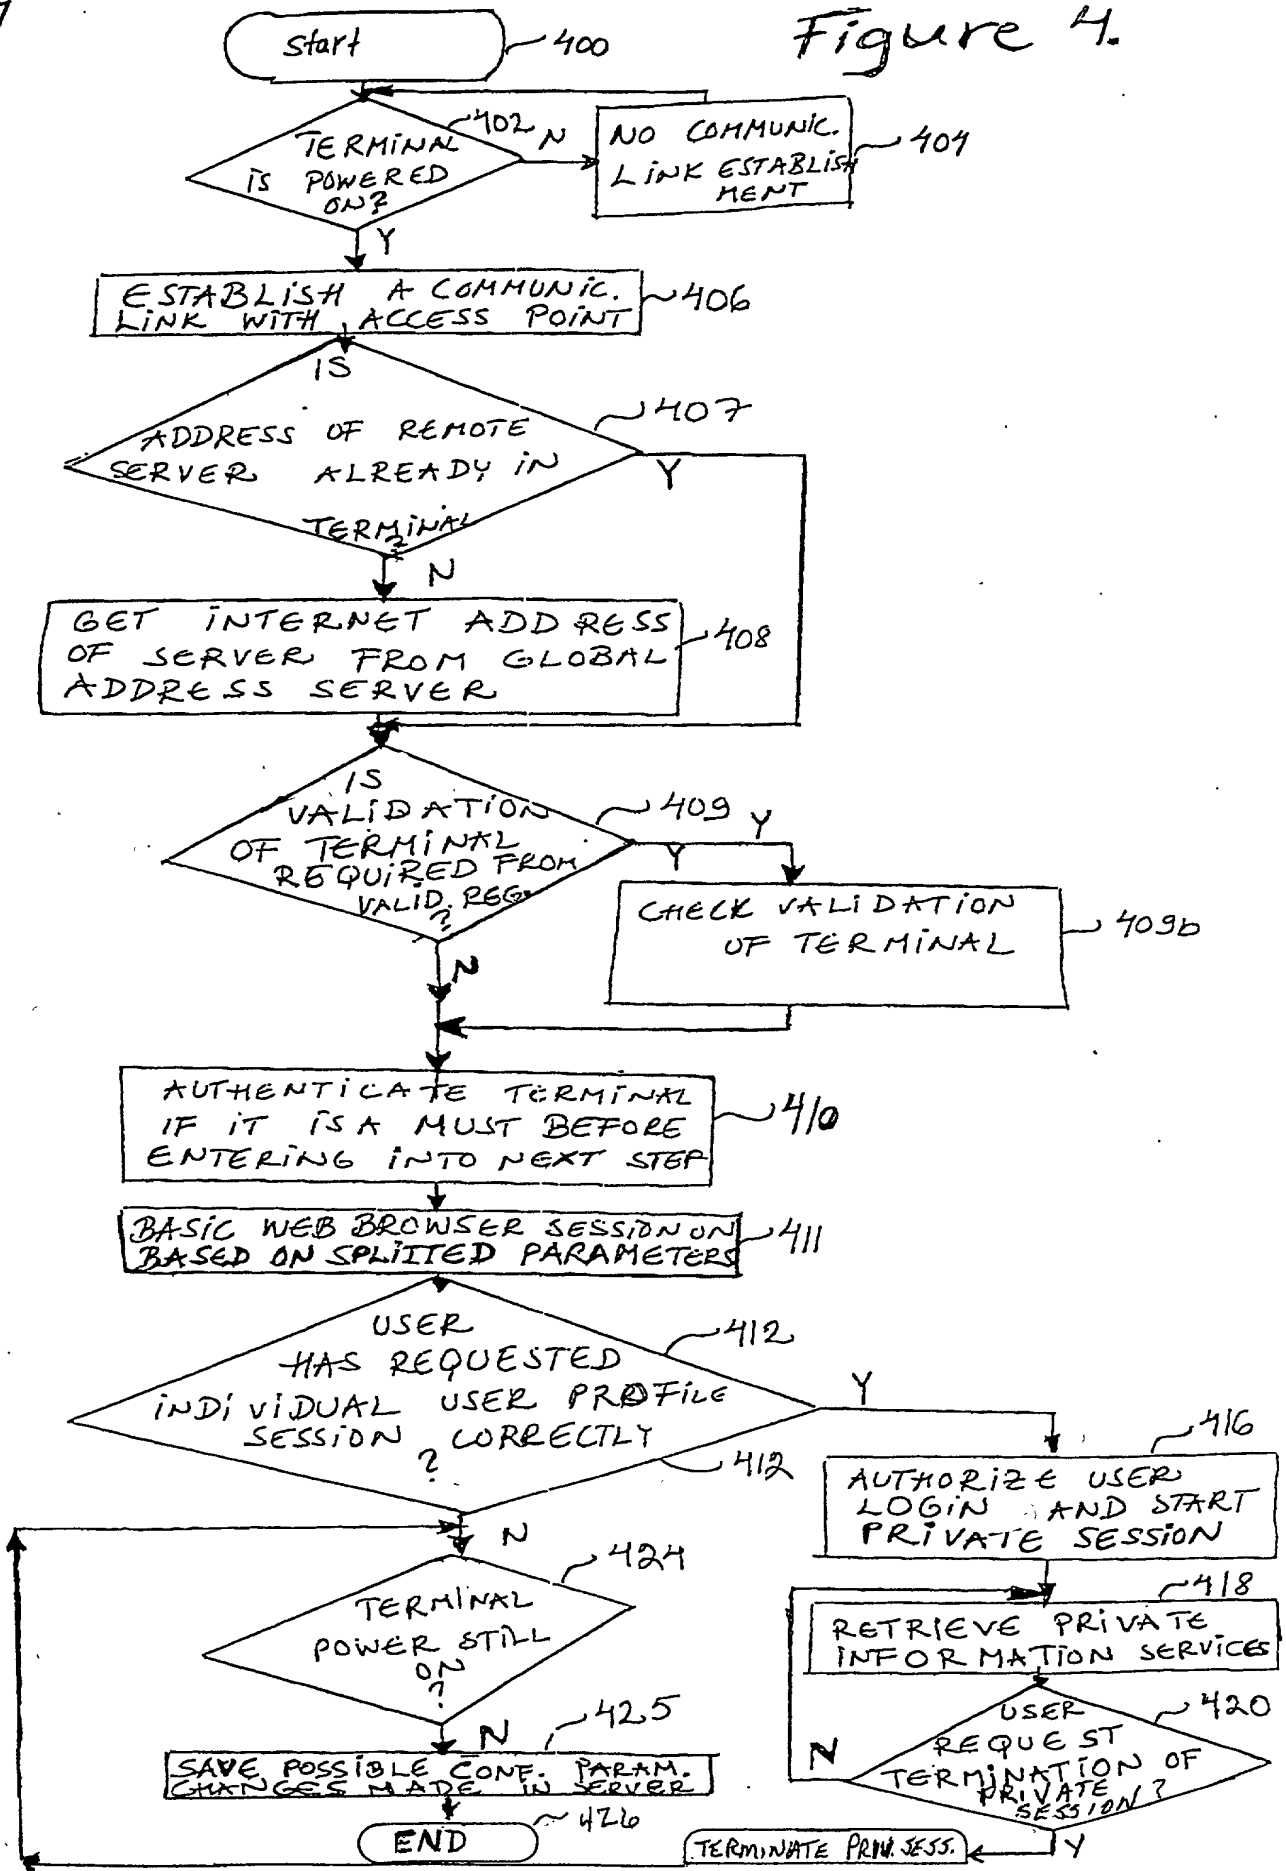 Figure 4.
Start
400
TERMINAL
IS POWERED
ON?
402
N
NO COMMUNIC.
LINK ESTABLISH
MENT
404
Y
ESTABLISH A COMMUNIC.
LINK WITH ACCESS POINT
406
IS
ADDRESS OF REMOTE
SERVER ALREADY IN
TERMINAL
?
407
Y
N
GET INTERNET ADDRESS
OF SERVER FROM GLOBAL
ADDRESS SERVER
408
IS
VALIDATION
OF TERMINAL
REQUIRED FROM
VALID. REG.
?
409
Y
Y
CHECK VALIDATION
OF TERMINAL
409b
N
AUTHENTICATE TERMINAL
IF IT IS A MUST BEFORE
ENTERING INTO NEXT STEP
410
BASIC WEB BROWSER SESSION ON
BASED ON SPLITTED PARAMETERS
411
USER
HAS REQUESTED
INDIVIDUAL USER PROFILE
SESSION CORRECTLY
?
412
412
Y
416
AUTHORIZE USER
LOGIN AND START
PRIVATE SESSION
N
424
TERMINAL
POWER STILL
ON
?
418
RETRIEVE PRIVATE
INFORMATION SERVICES
420
USER
REQUEST
TERMINATION OF
PRIVATE
SESSION?
N
N
425
SAVE POSSIBLE CONF. PARAM.
CHANGES MADE IN SERVER
426
END
Y
TERMINATE PRIV. SESS.